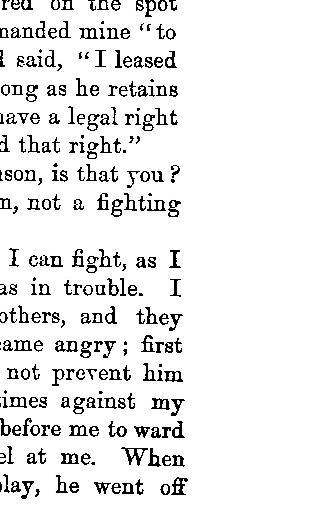 red on the spot
manded mine “to
said, “I leased
ong as he retains
have a legal right
d that right.”
son, is that you?
m, not a fighting
I can fight, as I
as in trouble. I
others, and they
came angry; first
not prevent him
times against my
before me to ward
el at me. When
play, he went off